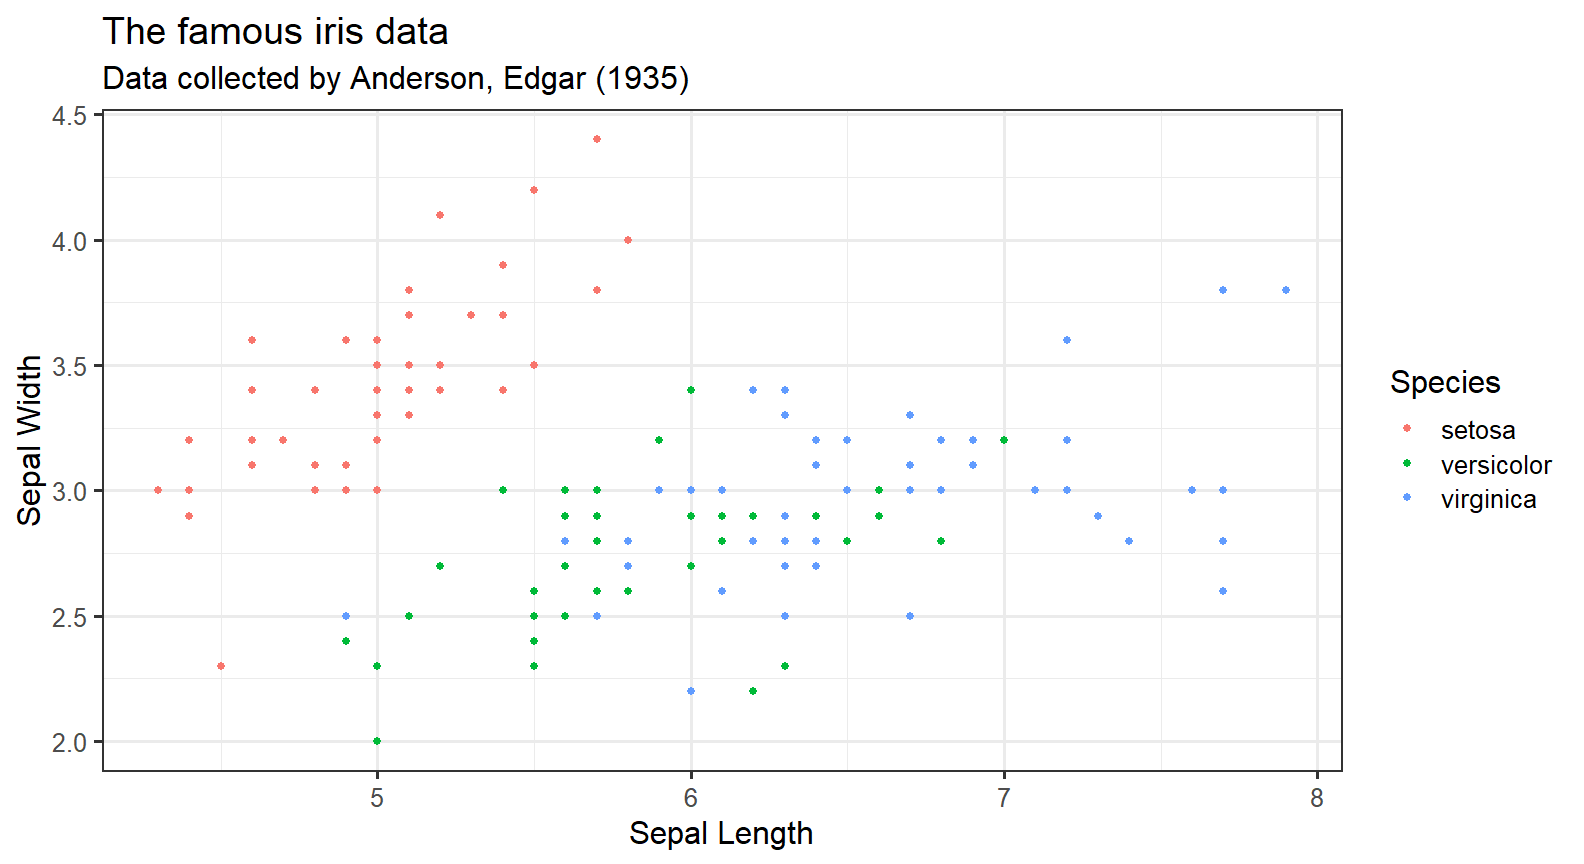 The famous iris data
Data collected by Anderson, Edgar (1935)
4.5
4.0
3.5
3.0
2.5
2.0
Sepal Width
5 6 7 8
Sepal Length
Species
setosa
versicolor
virginica